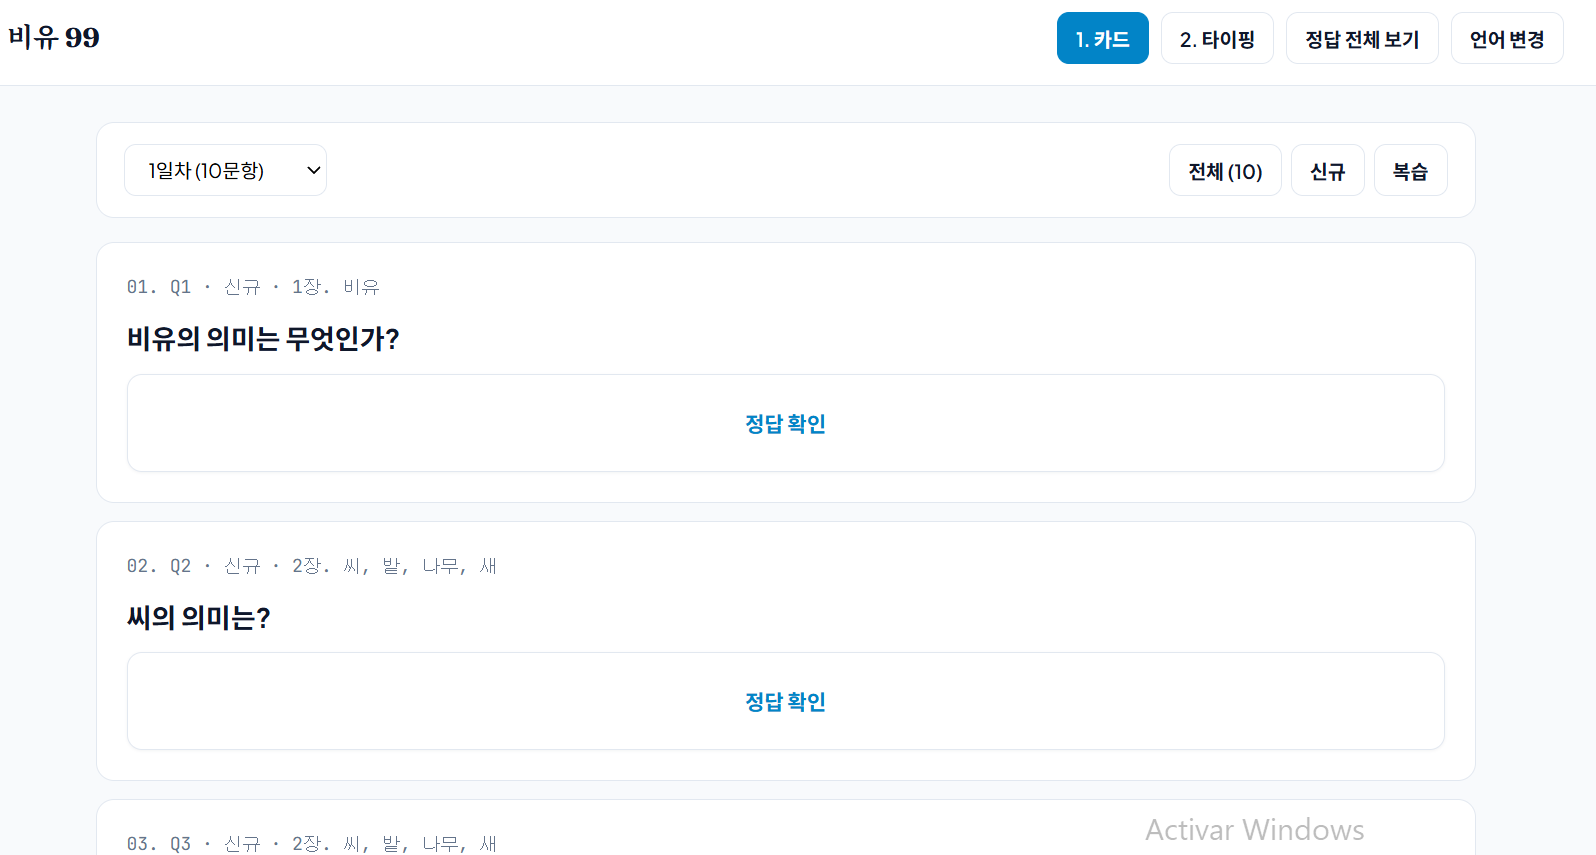 비유 99
1. 카드
2. 타이핑
정답 전체 보기
언어 변경
1일차 (10문항)
전체 (10)
신규
복습
01. Q1 · 신규 · 1장. 비유
비유의 의미는 무엇인가?
정답 확인
02. Q2 · 신규 · 2장. 씨, 밭, 나무, 새
씨의 의미는?
정답 확인
03. Q3 · 신규 · 2장. 씨, 밭, 나무, 새
Activar Windows